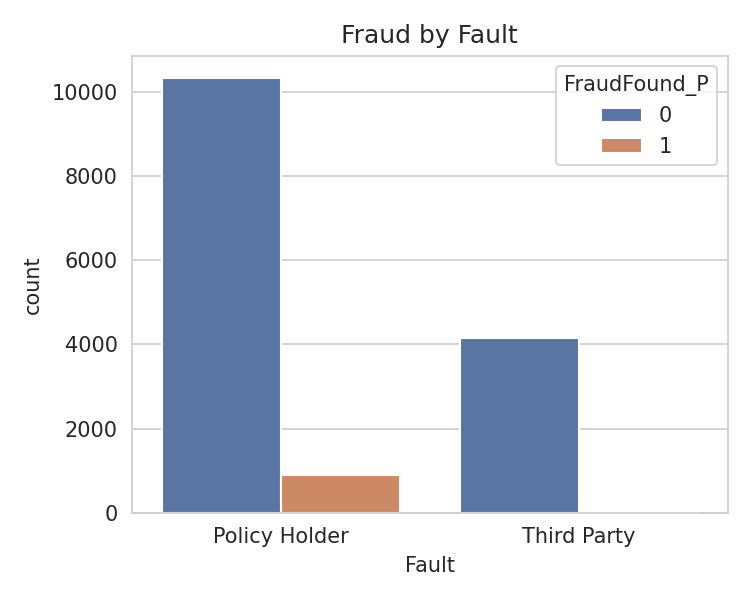 Fraud by Fault
FraudFound_P
0
1
10000
8000
6000
4000
2000
0
count
Policy Holder
Third Party
Fault